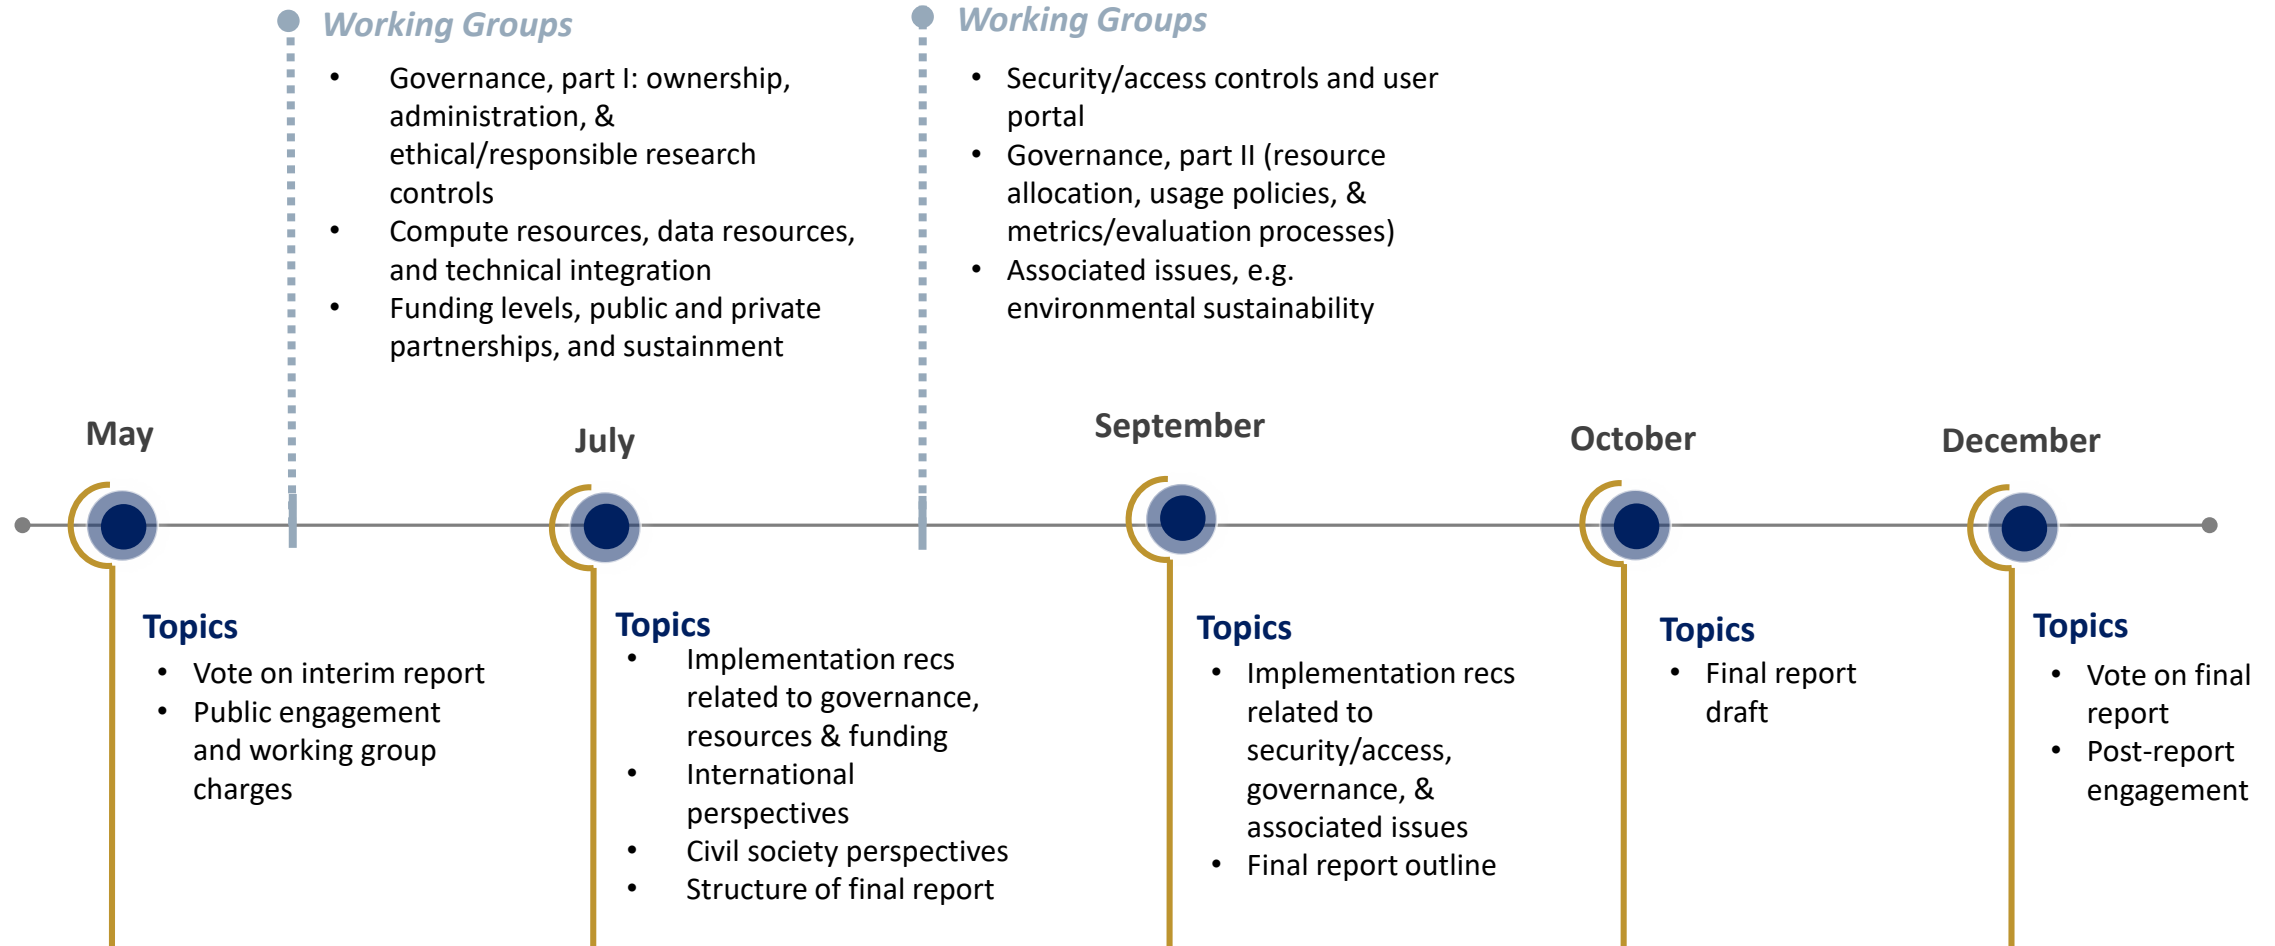 Working Groups
• Governance, part I: ownership,
administration, &
ethical/responsible research
controls
• Compute resources, data resources,
and technical integration
• Funding levels, public and private
partnerships, and sustainment
Working Groups
• Security/access controls and user
portal
• Governance, part II (resource
allocation, usage policies, &
metrics/evaluation processes)
• Associated issues, e.g.
environmental sustainability
May
July
September
October
December
Topics
• Vote on interim report
• Public engagement
and working group
charges
Topics
• Implementation recs
related to governance,
resources & funding
• International
perspectives
• Civil society perspectives
• Structure of final report
Topics
• Implementation recs
related to
security/access,
governance, &
associated issues
• Final report outline
Topics
• Final report
draft
Topics
• Vote on final
report
• Post-report
engagement